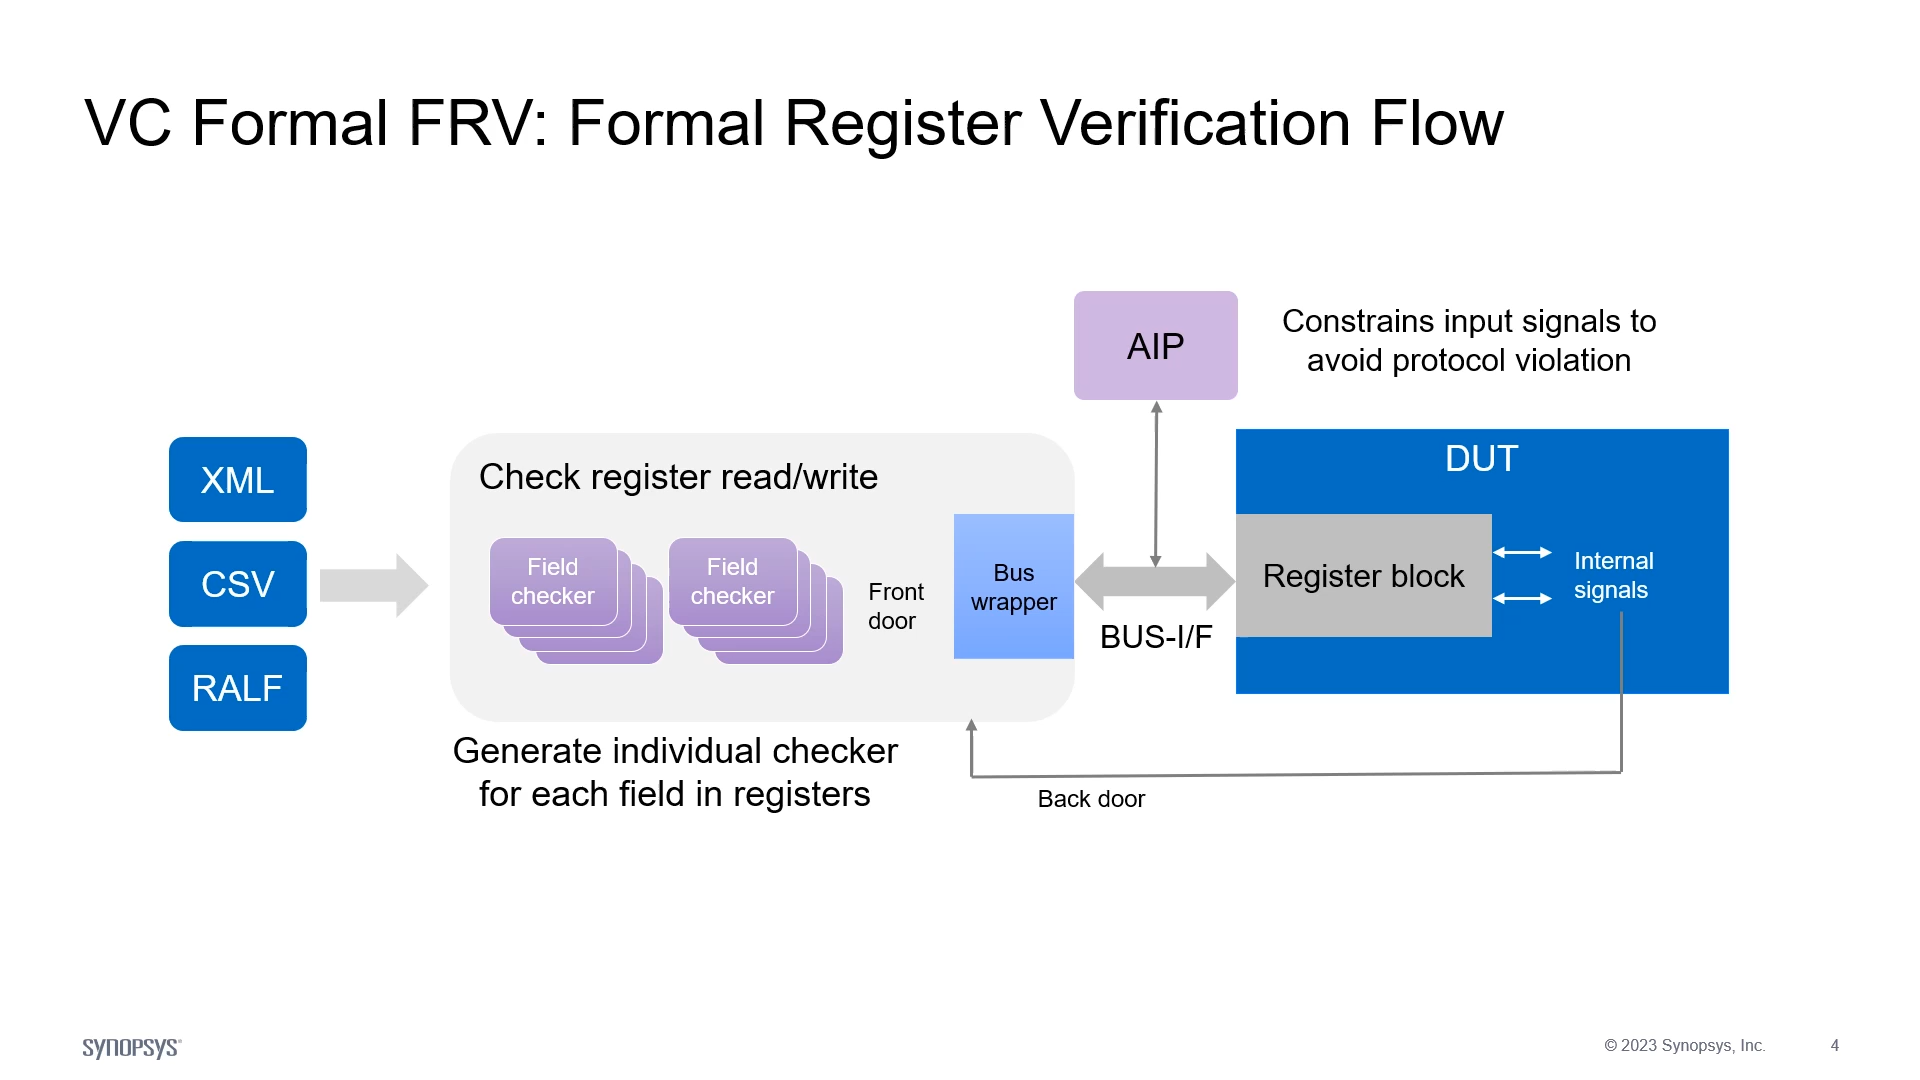 VC Formal FRV: Formal Register Verification Flow
AIP
Constrains input signals to
avoid protocol violation
XML
CSV
RALF
Check register read/write
Field
checker
Field
checker
Front
door
Bus
wrapper
BUS-I/F
DUT
Register block
Internal
signals
Generate individual checker
for each field in registers
Back door
SYNOPSYS®
© 2023 Synopsys, Inc.
4